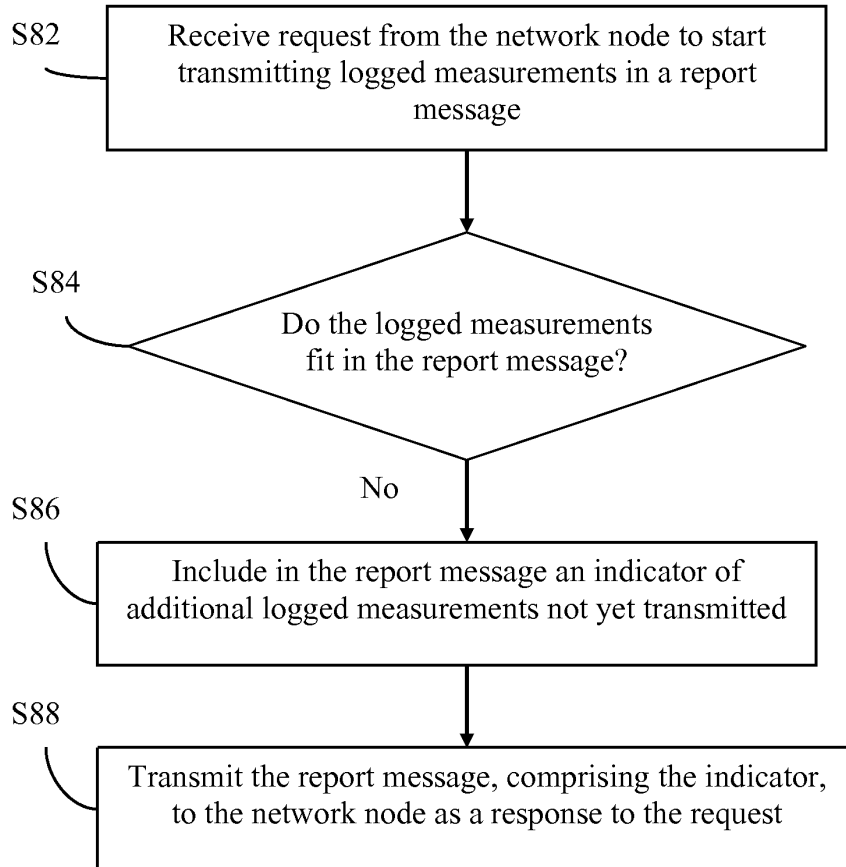 S82
Receive request from the network node to start
transmitting logged measurements in a report
message
S84
Do the logged measurements
fit in the report message?
No
S86
Include in the report message an indicator of
additional logged measurements not yet transmitted
S88
Transmit the report message, comprising the indicator,
to the network node as a response to the request